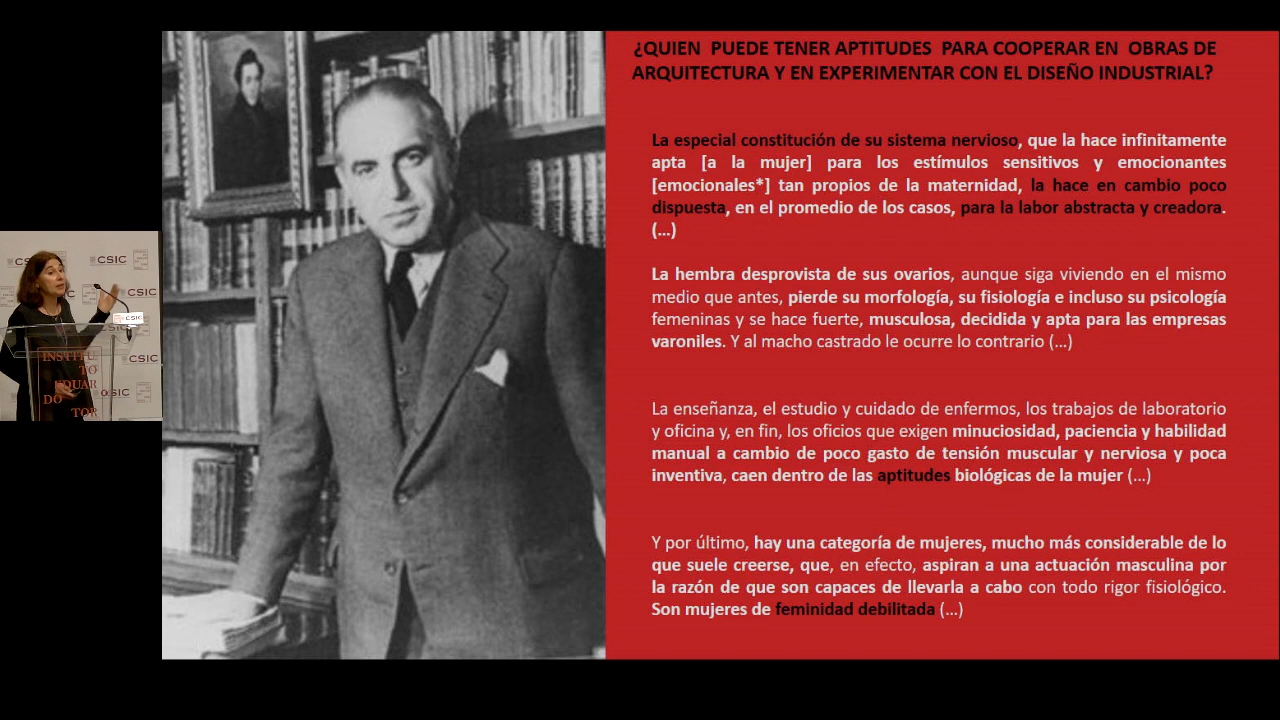 ¿QUIEN PUEDE TENER APTITUDES PARA COOPERAR EN OBRAS DE
ARQUITECTURA Y EN EXPERIMENTAR CON EL DISEÑO INDUSTRIAL?
La especial constitución de su sistema nervioso, que la hace infinitamente
apta [a la mujer] para los estímulos sensitivos y emocionantes
[emocionales*] tan propios de la maternidad, la hace en cambio poco
dispuesta, en el promedio de los casos, para la labor abstracta y creadora.
(...)
La hembra desprovista de sus ovarios, aunque siga viviendo en el mismo
medio que antes, pierde su morfología, su fisiología e incluso su psicología
femeninas y se hace fuerte, musculosa, decidida y apta para las empresas
varoniles. Y al macho castrado le ocurre lo contrario (...)
La enseñanza, el estudio y cuidado de enfermos, los trabajos de laboratorio
y oficina y, en fin, los oficios que exigen minuciosidad, paciencia y habilidad
manual a cambio de poco gasto de tensión muscular y nerviosa y poca
inventiva, caen dentro de las aptitudes biológicas de la mujer (...)
Y por último, hay una categoría de mujeres, mucho más considerable de lo
que suele creerse, que, en efecto, aspiran a una actuación masculina por
la razón de que son capaces de llevarla a cabo con todo rigor fisiológico.
Son mujeres de feminidad debilitada (...)
CSIC
CSIC
CSIC
CSIC
CSIC
INSTITU
TO
EDUAR
DO
TOR